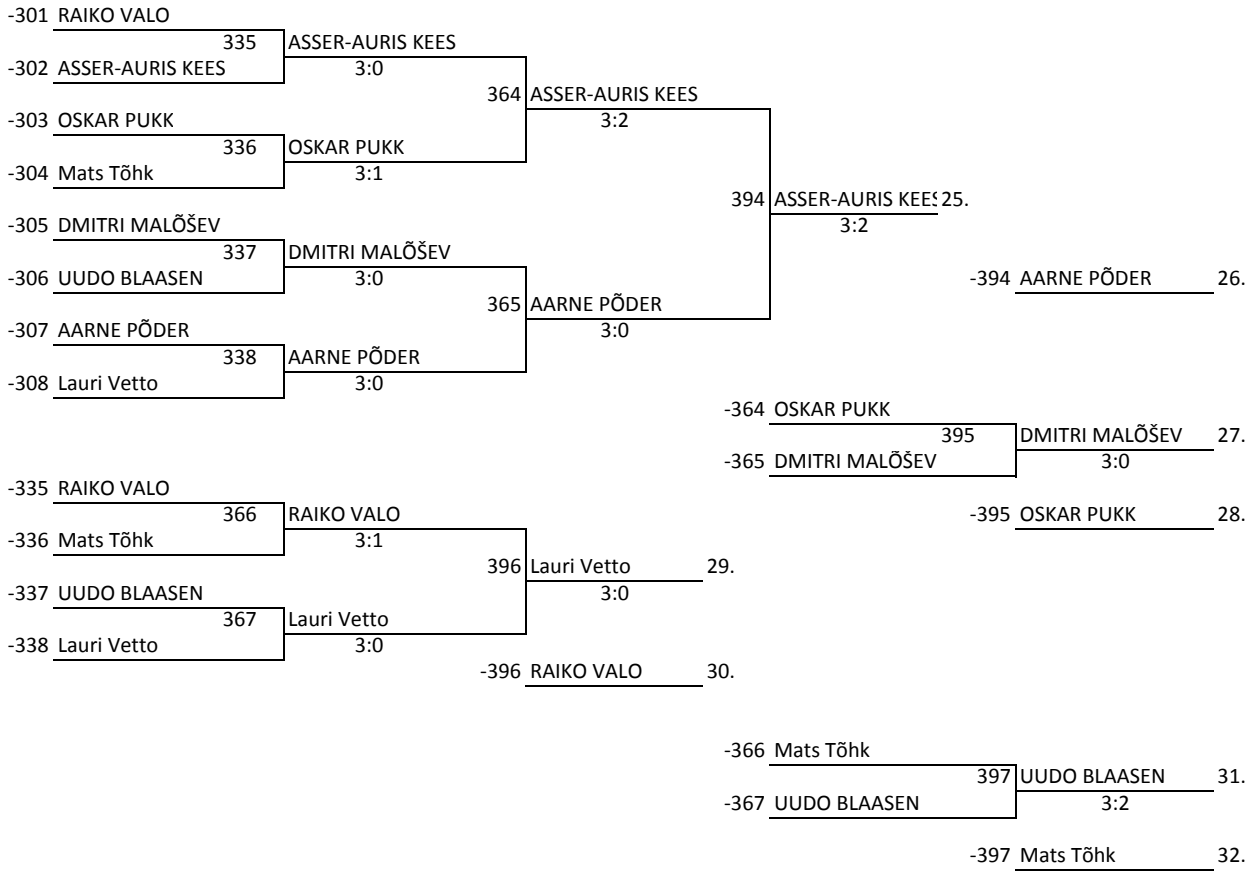 -301 RAIKO VALO
335 ASSER-AURIS KEES
-302 ASSER-AURIS KEES 3:0
364 ASSER-AURIS KEES
-303 OSKAR PUKK 3:2
336 OSKAR PUKK
-304 Mats Tõhk 3:1
394 ASSER-AURIS KEES 25.
-305 DMITRI MALÕŠEV 3:2
337 DMITRI MALÕŠEV
-306 UUDO BLAASEN 3:0 -394 AARNE PÕDER 26.
365 AARNE PÕDER
-307 AARNE PÕDER 3:0
338 AARNE PÕDER
-308 Lauri Vetto 3:0
-364 OSKAR PUKK
395 DMITRI MALÕŠEV 27.
-365 DMITRI MALÕŠEV 3:0
-335 RAIKO VALO
366 RAIKO VALO -395 OSKAR PUKK 28.
-336 Mats Tõhk 3:1
396 Lauri Vetto 29.
-337 UUDO BLAASEN 3:0
367 Lauri Vetto
-338 Lauri Vetto 3:0
-396 RAIKO VALO 30.
-366 Mats Tõhk
397 UUDO BLAASEN 31.
-367 UUDO BLAASEN 3:2
-397 Mats Tõhk 32.